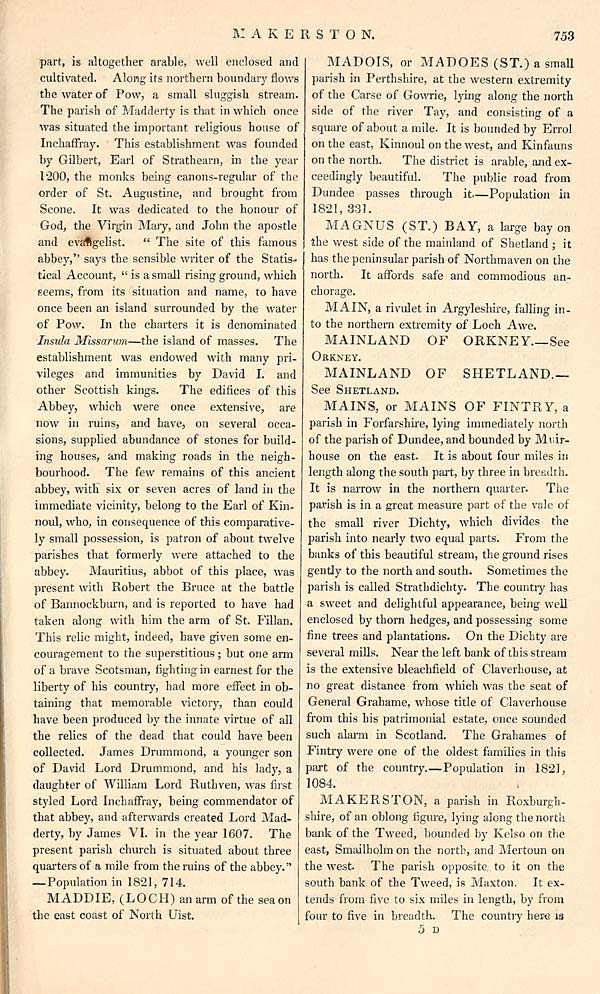 MAKERSTON.
753
part, is altogether arable, well enclosed and
cultivated. Along its northern boundary flows
the water of Pow, a small sluggish stream.
The parish of Madderty is that in which once
was situated the important religious house of
Inchaffray. This establishment was founded
by Gilbert, Earl of Strathearn, in the year
1200, the monks being canons-regular of the
order of St. Augustine, and brought from
Scone. It was dedicated to the honour of
God, the Virgin Mary, and John the apostle
and evangelist. “ The site of this famous
abbey,” says the sensible writer of the Statis-
tical Account, “ is a small rising ground, which
seems, from its situation and name, to have
once been an island surrounded by the water
of Pow. In the charters it is denominated
Insula Missarum—the island of masses. The
establishment was endowed with many pri-
vileges and immunities by David I. and
other Scottish kings. The edifices of this
Abbey, which were once extensive, are
now in ruins, and have, on several occa-
sions, supplied abundance of stones for build-
ing houses, and making roads in the neigh-
bourhood. The few remains of this ancient
abbey, with six or seven acres of land in the
immediate vicinity, belong to the Earl of Kin-
noul, who, in consequence of this comparative-
ly small possession, is patron of about twelve
parishes that formerly were attached to the
abbey. Mauritius, abbot of this place, was
present with Robert the Bruce at the battle
of Bannockburn, and is reported to have had
taken along with him the arm of St. Fillan.
This relic might, indeed, have given some en-
couragement to the superstitious; but one arm
of a brave Scotsman, fighting in earnest for the
liberty of his country, had more effect in ob-
taining that memorable victory, than could
have been produced by the innate virtue of all
the relics of the dead that could have been
collected. James Drummond, a younger son
of David Lord Drummond, and his lady, a
daughter of William Lord Ruthven, was first
styled Lord Inchaffray, being commendator of
that abbey, and afterwards created Lord Mad-
derty, by James VI. in the year 1607. The
present parish church is situated about three
quarters of a mile from the ruins of the abbey.”
—Population in 1821, 714.
MADDIE, (LOCH) an arm of the sea on
the east coast of North Uist.
MADOIS, or MADOES (ST.) a small
parish in Perthshire, at the western extremity
of the Carse of Gowrie, lying along the north
side of the river Tay, and consisting of a
square of about a mile. It is bounded by Errol
on the east, Kinnoul on the west, and Kinfauns
on the north. The district is arable, and ex-
ceedingly beautiful. The public road from
Dundee passes through it.—Population in
1821, 331.
MAGNUS (ST.) BAY, a large bay on
the west side of the mainland of Shetland; it
has the peninsular parish of Northmaven on the
north. It affords safe and commodious an-
chorage.
MAIN, a rivulet in Argyleshire, falling in-
to the northern extremity of Loch Awe.
MAINLAND OF ORKNEY.—See
ORKNEY.
MAINLAND OF SHETLAND.—
See SHETLAND.
MAINS, or MAINS OF FINTRY, a
parish in Forfarshire, lying immediately north
of the parish of Dundee, and bounded by Muir-
house on the east. It is about four miles in
length along the south part, by three in breadth.
It is narrow in the northern quarter. The
parish is in a great measure part of the vale of
the small river Dichty, which divides the
parish into nearly two equal parts. From the
banks of this beautiful stream, the ground rises
gently to the north and south. Sometimes the
parish is called Strathdichty. The country has
a sweet and delightful appearance, being well
enclosed by thorn hedges, and possessing some
fine trees and plantations. On the Dichty are
several mills. Near the left bank of this stream
is the extensive bleachfield of Claverhouse, at
no great distance from which was the seat of
General Grahame, whose title of Claverhouse
from this his patrimonial estate, once sounded
such alarm in Scotland. The Grahames of
Fintry were one of the oldest families in this
part of the country.—Population in 1821,
1084.
MAKERSTON, a parish in Roxburgh-
shire, of an oblong figure, lying along the north
bank of the Tweed, bounded by Kelso on the
east, Smailholm on the north, and Mertoun on
the west. The parish opposite to it on the
south bank of the Tweed, is Maxton. It ex-
tends from five to six miles in length, by from
four to five in breadth. The country here is
5 D